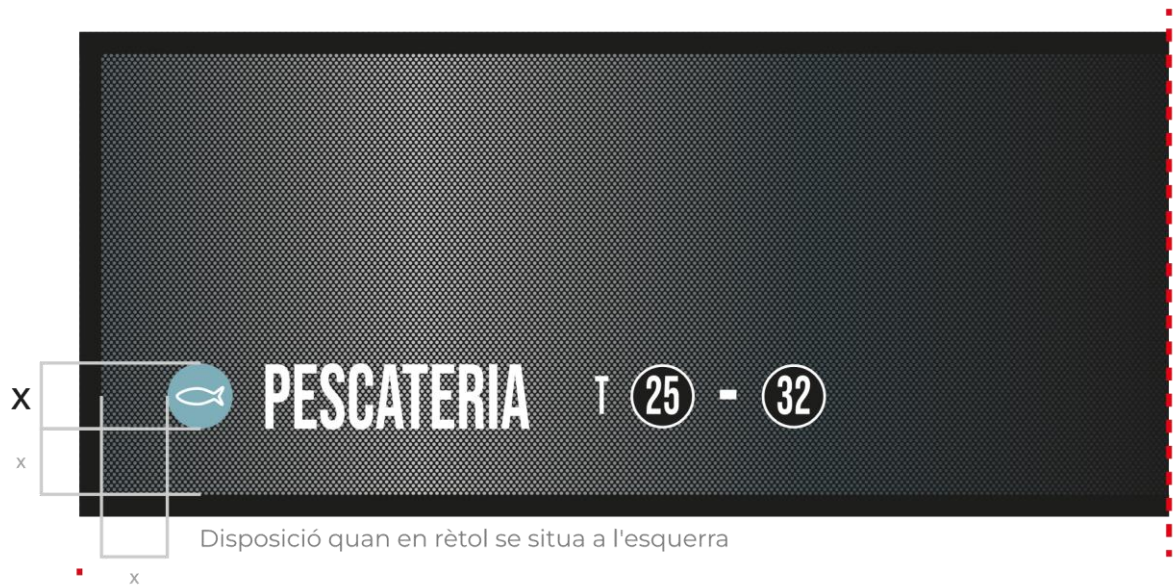 X
PESCATERIA T 25 - 32
x
Disposició quan en rètol se situa a l'esquerra
x